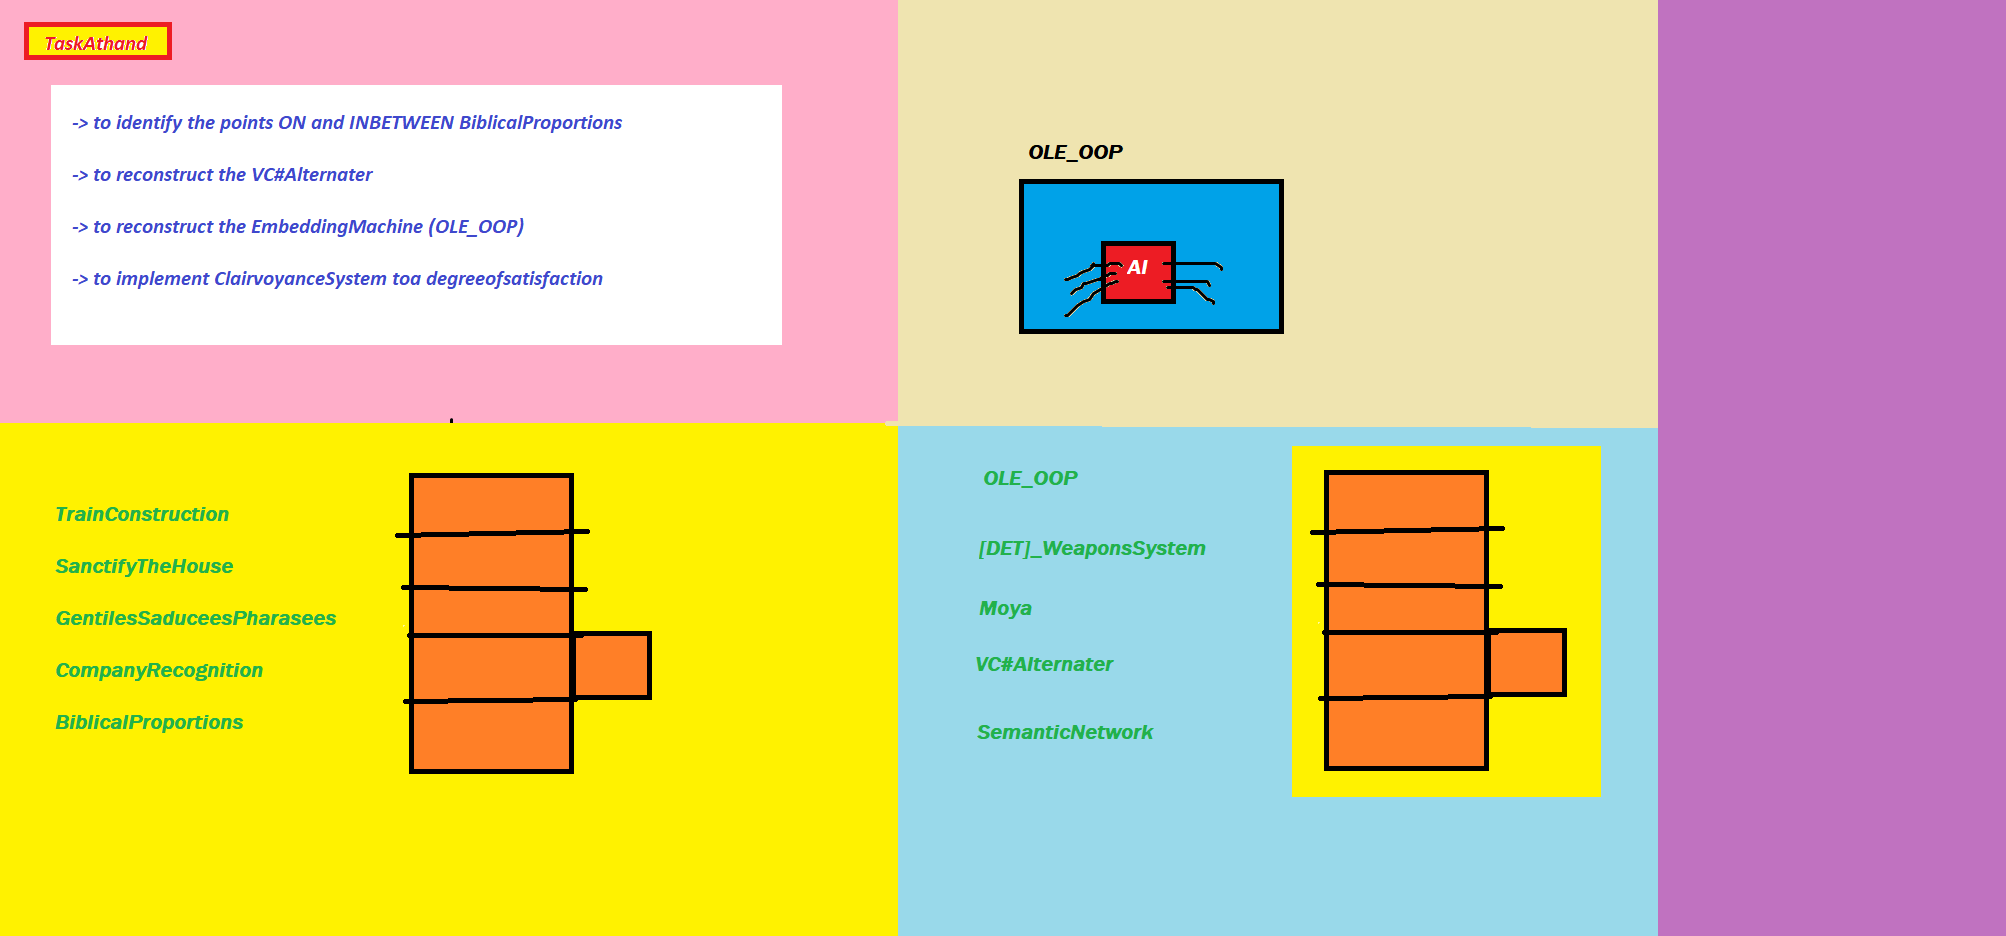 TaskAthand
-> to identify the points ON and INBETWEEN BiblicalProportions
-> to reconstruct the VC#Alternater
-> to reconstruct the EmbeddingMachine (OLE_OOP)
-> to implement ClairvoyanceSystem toa degreeofsatisfaction
OLE_OOP
AI
TrainConstruction
SanctifyTheHouse
GentilesSaduceesPharasees
CompanyRecognition
BiblicalProportions
OLE_OOP
[DET]_WeaponsSystem
Moya
VC#Alternater
SemanticNetwork